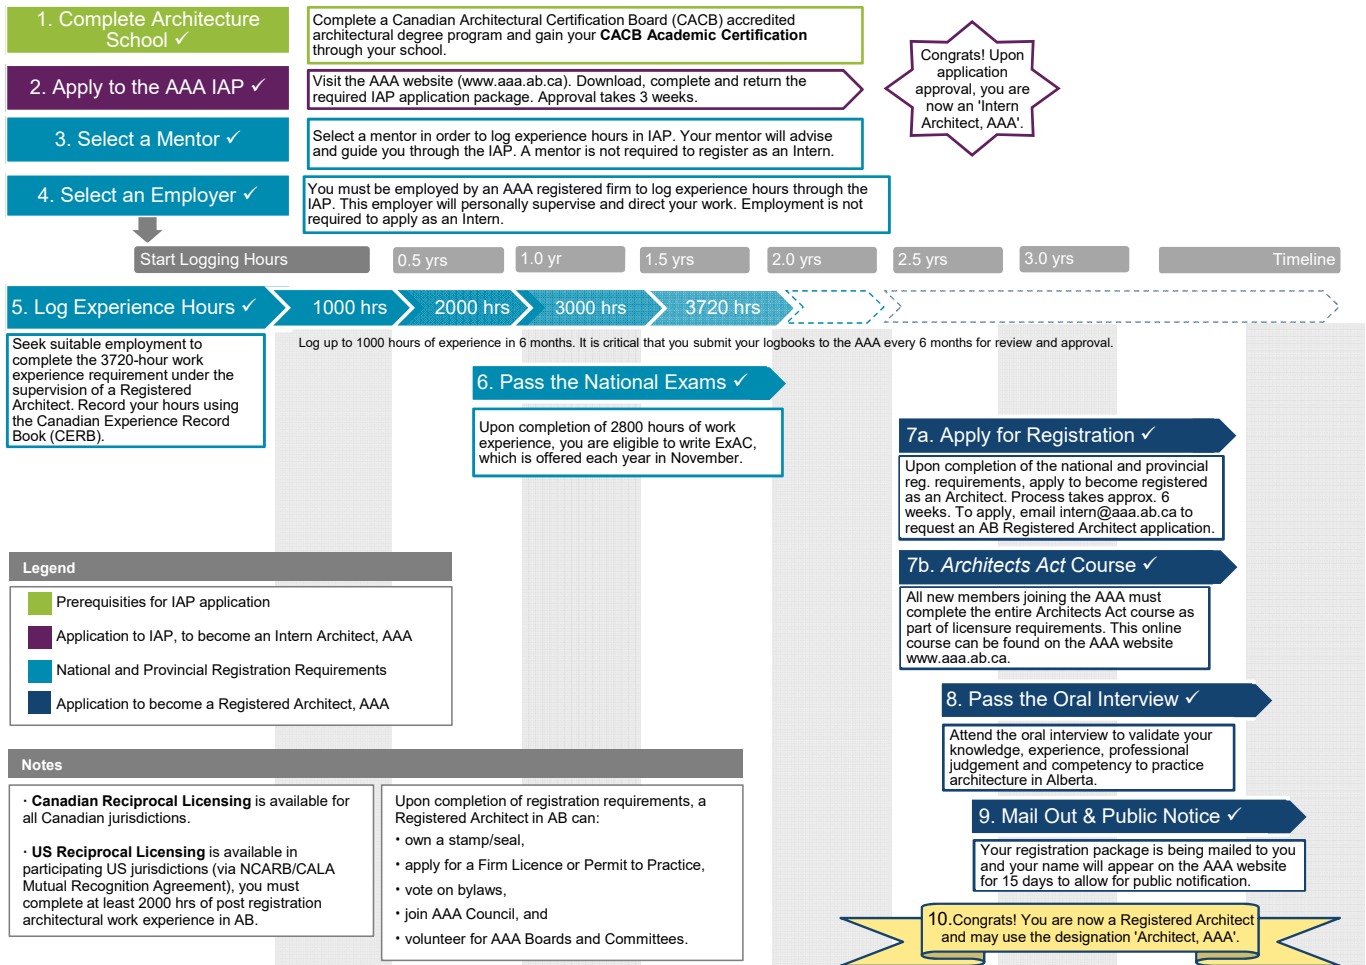 1. Complete Architecture
School ✓
Complete a Canadian Architectural Certification Board (CACB) accredited
architectural degree program and gain your CACB Academic Certification
through your school.
2. Apply to the AAA IAP ✓
Visit the AAA website (www.aaa.ab.ca). Download, complete and return the
required IAP application package. Approval takes 3 weeks.
Congrats! Upon
application
approval, you are
now an 'Intern
Architect, AAA'.
3. Select a Mentor ✓
Select a mentor in order to log experience hours in IAP. Your mentor will advise
and guide you through the IAP. A mentor is not required to register as an Intern.
4. Select an Employer ✓
You must be employed by an AAA registered firm to log experience hours through the
IAP. This employer will personally supervise and direct your work. Employment is not
required to apply as an Intern.
Start Logging Hours
0.5 yrs
1.0 yr
1.5 yrs
2.0 yrs
2.5 yrs
3.0 yrs
Timeline
5. Log Experience Hours ✓
1000 hrs
2000 hrs
3000 hrs
3720 hrs
Seek suitable employment to
complete the 3720-hour work
experience requirement under the
supervision of a Registered
Architect. Record your hours using
the Canadian Experience Record
Book (CERB).
Log up to 1000 hours of experience in 6 months. It is critical that you submit your logbooks to the AAA every 6 months for review and approval.
6. Pass the National Exams ✓
Upon completion of 2800 hours of work
experience, you are eligible to write ExAC,
which is offered each year in November.
7a. Apply for Registration ✓
Upon completion of the national and provincial
reg. requirements, apply to become registered
as an Architect. Process takes approx. 6
weeks. To apply, email intern@aaa.ab.ca to
request an AB Registered Architect application.
7b. Architects Act Course ✓
All new members joining the AAA must
complete the entire Architects Act course as
part of licensure requirements. This online
course can be found on the AAA website
www.aaa.ab.ca.
8. Pass the Oral Interview ✓
Attend the oral interview to validate your
knowledge, experience, professional
judgement and competency to practice
architecture in Alberta.
9. Mail Out & Public Notice ✓
Your registration package is being mailed to you
and your name will appear on the AAA website
for 15 days to allow for public notification.
10.Congrats! You are now a Registered Architect
and may use the designation 'Architect, AAA'.
Legend
Prerequisities for IAP application
Application to IAP, to become an Intern Architect, AAA
National and Provincial Registration Requirements
Application to become a Registered Architect, AAA
Notes
· Canadian Reciprocal Licensing is available for
all Canadian jurisdictions.
· US Reciprocal Licensing is available in
participating US jurisdictions (via NCARB/CALA
Mutual Recognition Agreement), you must
complete at least 2000 hrs of post registration
architectural work experience in AB.
Upon completion of registration requirements, a
Registered Architect in AB can:
• own a stamp/seal,
• apply for a Firm Licence or Permit to Practice,
• vote on bylaws,
• join AAA Council, and
• volunteer for AAA Boards and Committees.